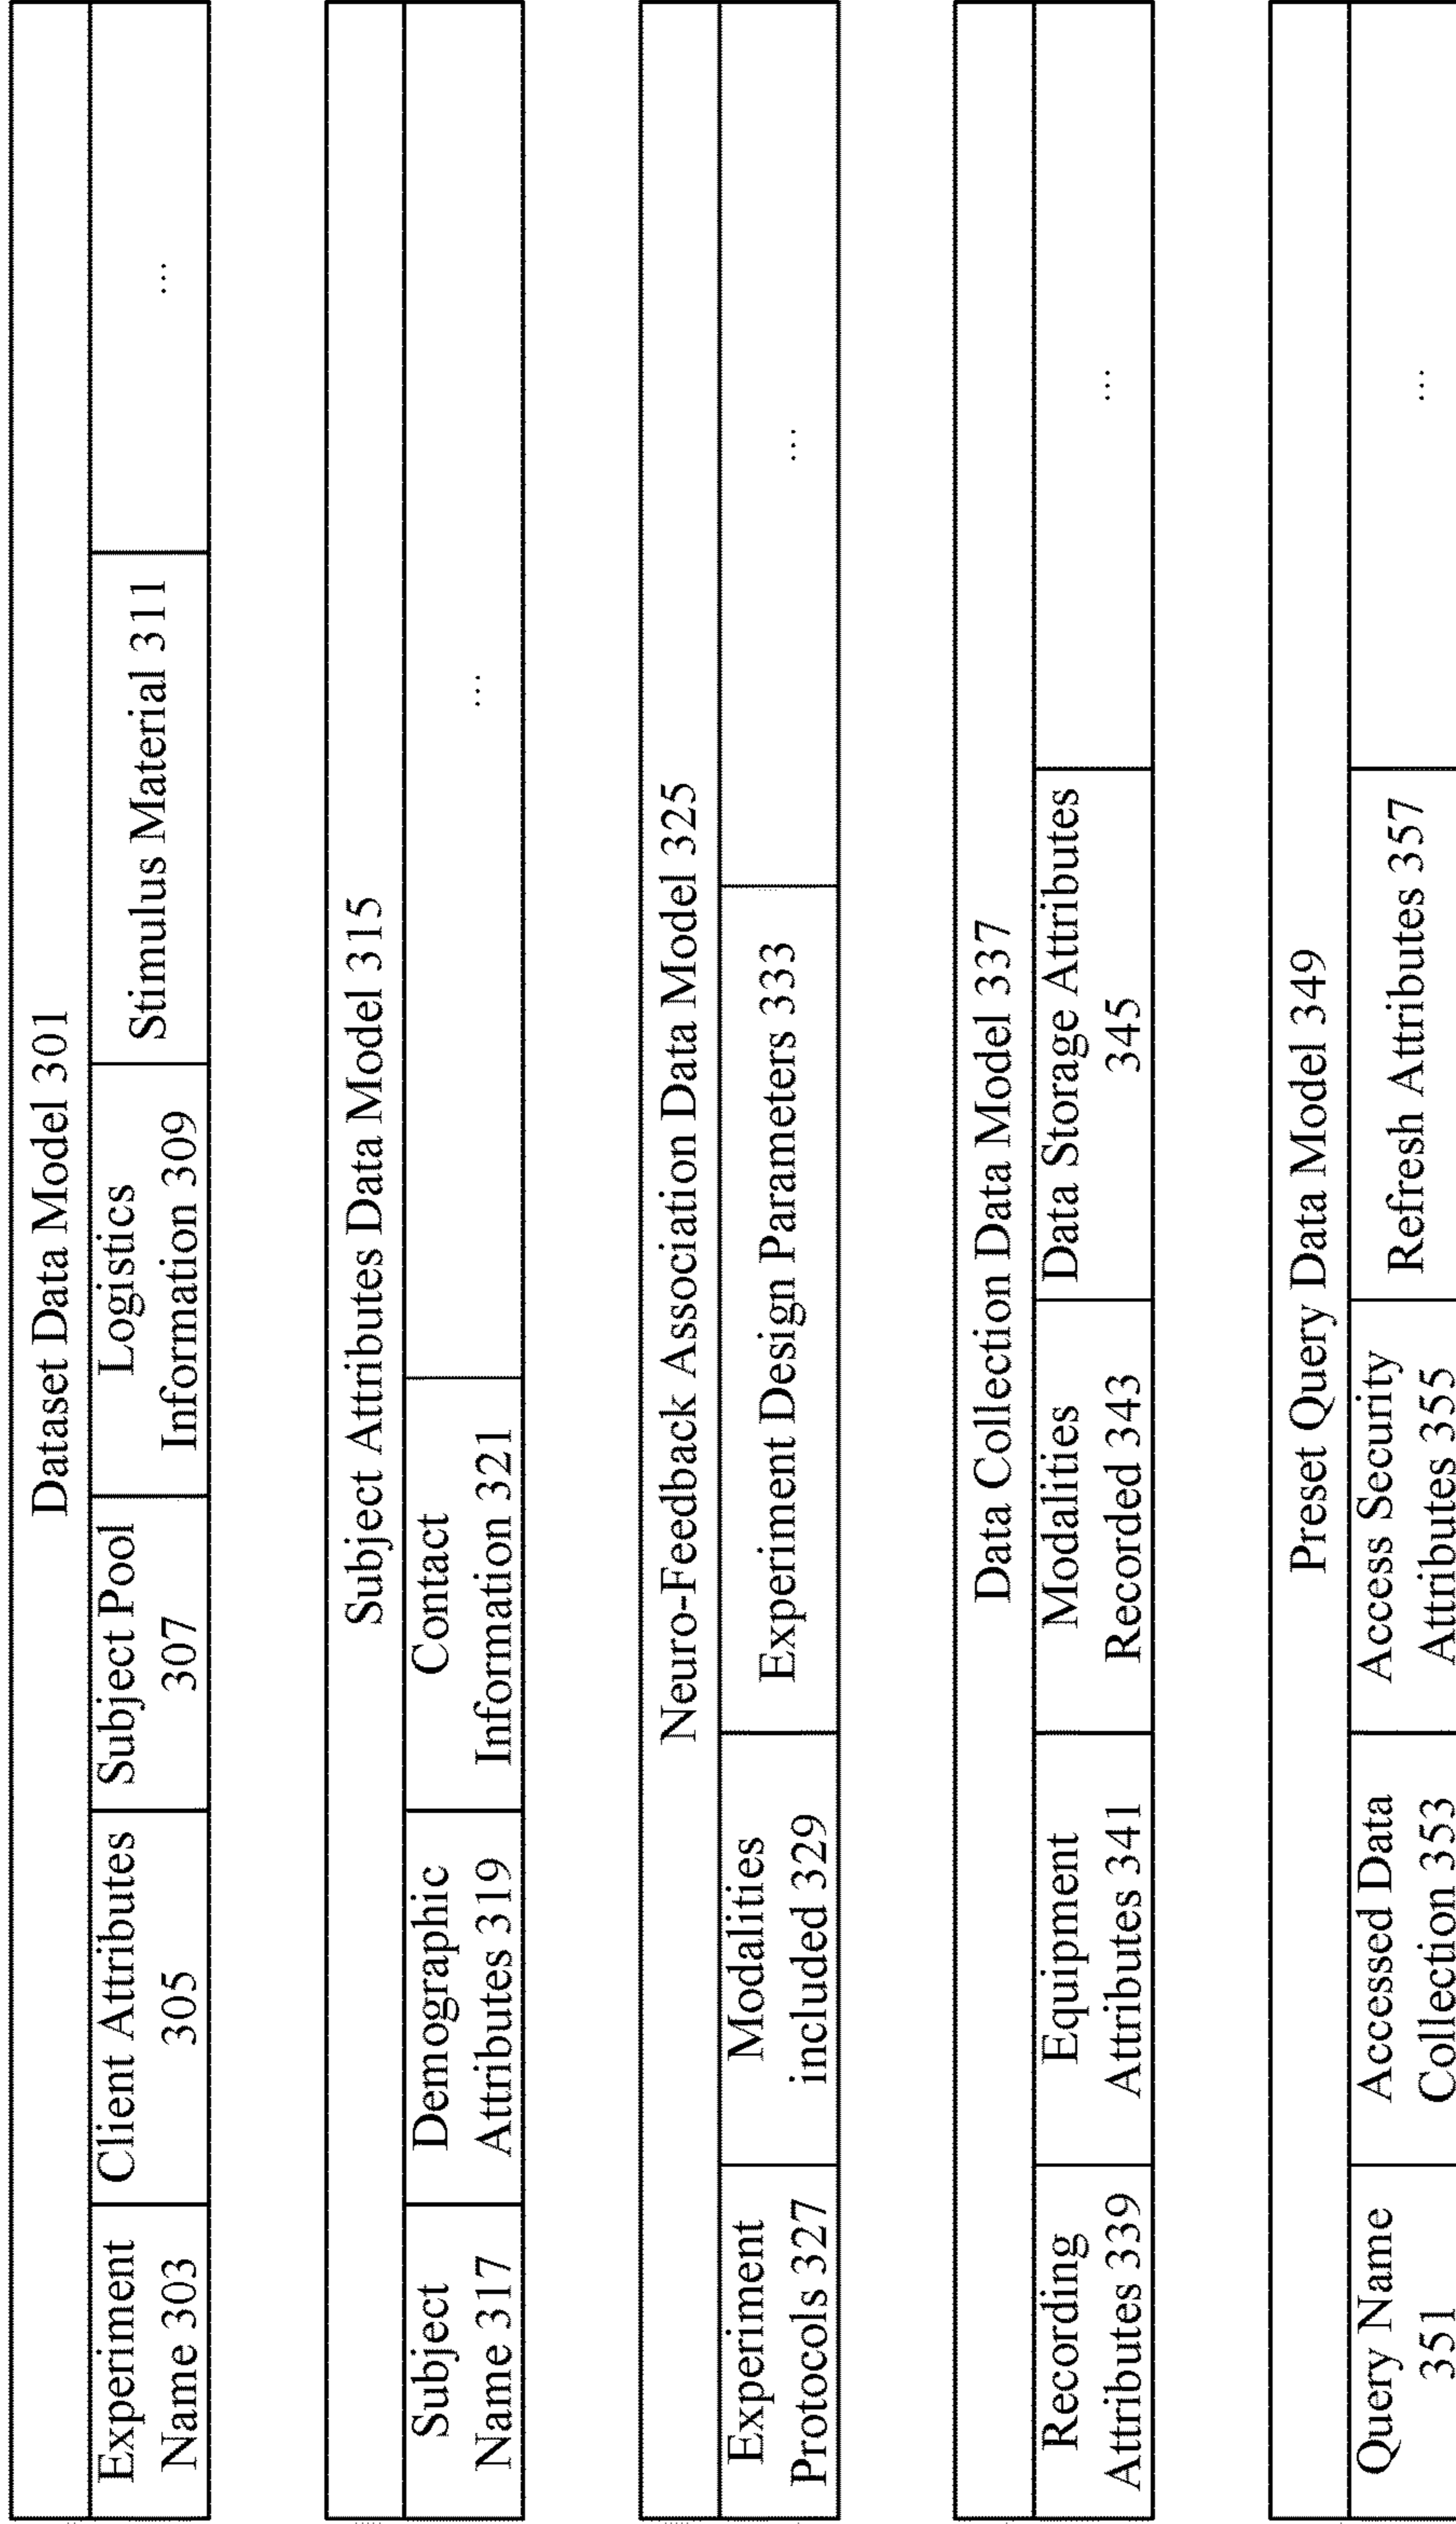 Dataset Data Model 301
Experiment
Name 303
Client Attributes
305
Subject Pool
307
Logistics
Information 309
Stimulus Material 311
…
Subject Attributes Data Model 315
Subject
Name 317
Demographic
Attributes 319
Contact
Information 321
…
Neuro-Feedback Association Data Model 325
Experiment
Protocols 327
Modalities
included 329
Experiment Design Parameters 333
…
Data Collection Data Model 337
Recording
Attributes 339
Equipment
Attributes 341
Modalities
Recorded 343
Data Storage Attributes
345
…
Preset Query Data Model 349
Query Name
351
Accessed Data
Collection 353
Access Security
Attributes 355
Refresh Attributes 357
…